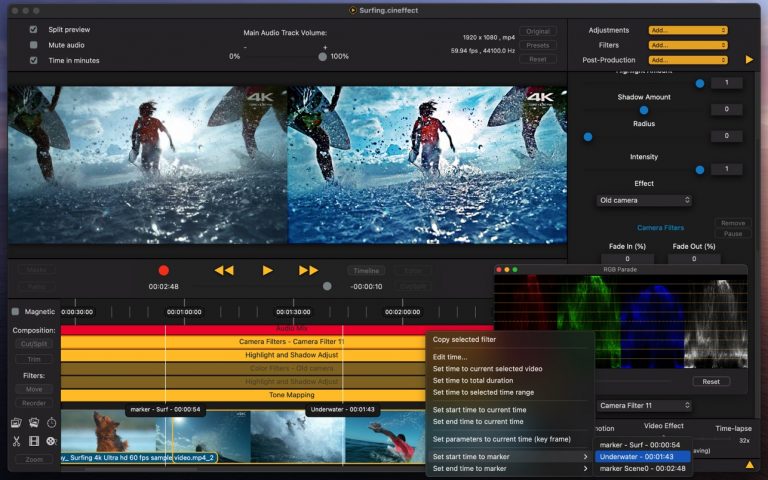 Surfing.cineffect
Split preview
Mute audio
Time in minutes
Main Audio Track Volume:
- +
0% 100%
1920 x 1080 , mp4
59.94 fps , 44100.0 Hz
Original
Presets
Reset
Adjustments Add...
Filters Add...
Post-Production Add...
Highlight Amount
1
Shadow Amount
0
Radius
0
Intensity
1
Effect
Old camera
Camera Filters
Remove
Pause
Fade In (%) Fade Out (%)
0 0
4K
4K
00:02:48
Timeline
-00:00:10
RGB Parade
Reset
Camera Filter 11
Magnetic
00:00:30:00 00:01:00:00 00:01:30:00 00:02:00:00
Composition:
Cut/Split
Trim
Filters:
Move
Reorder
Zoom
Audio Mix
Camera Filters - Camera Filter 11
Highlight and Shadow Adjust
Color Filters - Old camera
Highlight and Shadow Adjust
Tone Mapping
marker - Surf - 00:00:54
Underwater - 00:01:43
Surfing 4K Ultra hd 60 fps sample video.mp4_2
Copy selected filter
Edit time...
Set time to current selected video
Set time to total duration
Set time to selected time range
Set start time to current time
Set end time to current time
Set parameters to current time (key frame)
Set start time to marker
Set end time to marker
Video Effect
Time-lapse
32x
marker - Surf - 00:00:54
Underwater - 00:01:43
marker Scene0 - 00:02:48